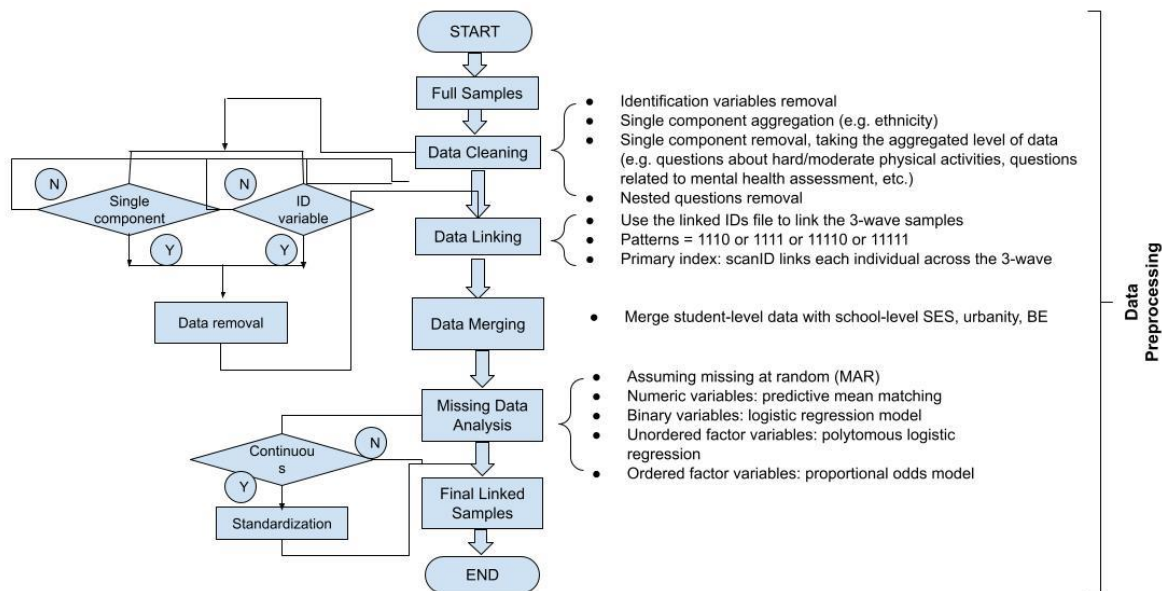 START
Full Samples
Data Cleaning
● Identification variables removal
● Single component aggregation (e.g. ethnicity)
● Single component removal, taking the aggregated level of data
(e.g. questions about hard/moderate physical activities, questions
related to mental health assessment, etc.)
● Nested questions removal
N
N
Single
component
ID
variable
Y
Y
Data removal
Data Linking
● Use the linked IDs file to link the 3-wave samples
● Patterns = 1110 or 1111 or 11110 or 11111
● Primary index: scanID links each individual across the 3-wave
Data Merging
● Merge student-level data with school-level SES, urbanity, BE
Missing Data
Analysis
● Assuming missing at random (MAR)
● Numeric variables: predictive mean matching
● Binary variables: logistic regression model
● Unordered factor variables: polytomous logistic
regression
● Ordered factor variables: proportional odds model
Continuou
s
N
Y
Standardization
Final Linked
Samples
END
Data
Preprocessing